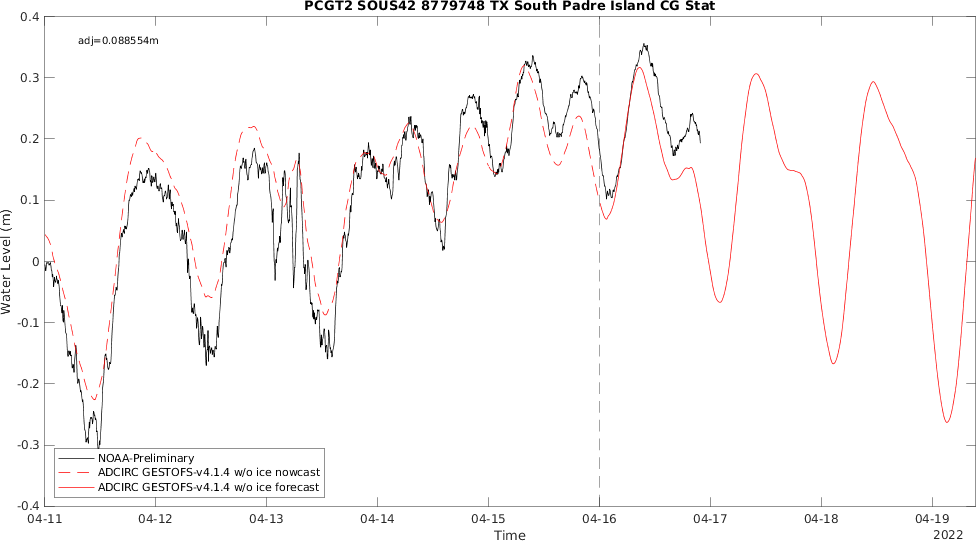 PCGT2 SOUS42 8779748 TX South Padre Island CG Stat
adj=0.088554m
0.4
0.3
0.2
0.1
0
-0.1
-0.2
-0.3
-0.4
Water Level (m)
NOAA-Preliminary
ADCIRC GESTOFS-v4.1.4 w/o ice nowcast
ADCIRC GESTOFS-v4.1.4 w/o ice forecast
04-11 04-12 04-13 04-14 04-15 04-16 04-17 04-18 04-19
Time
2022